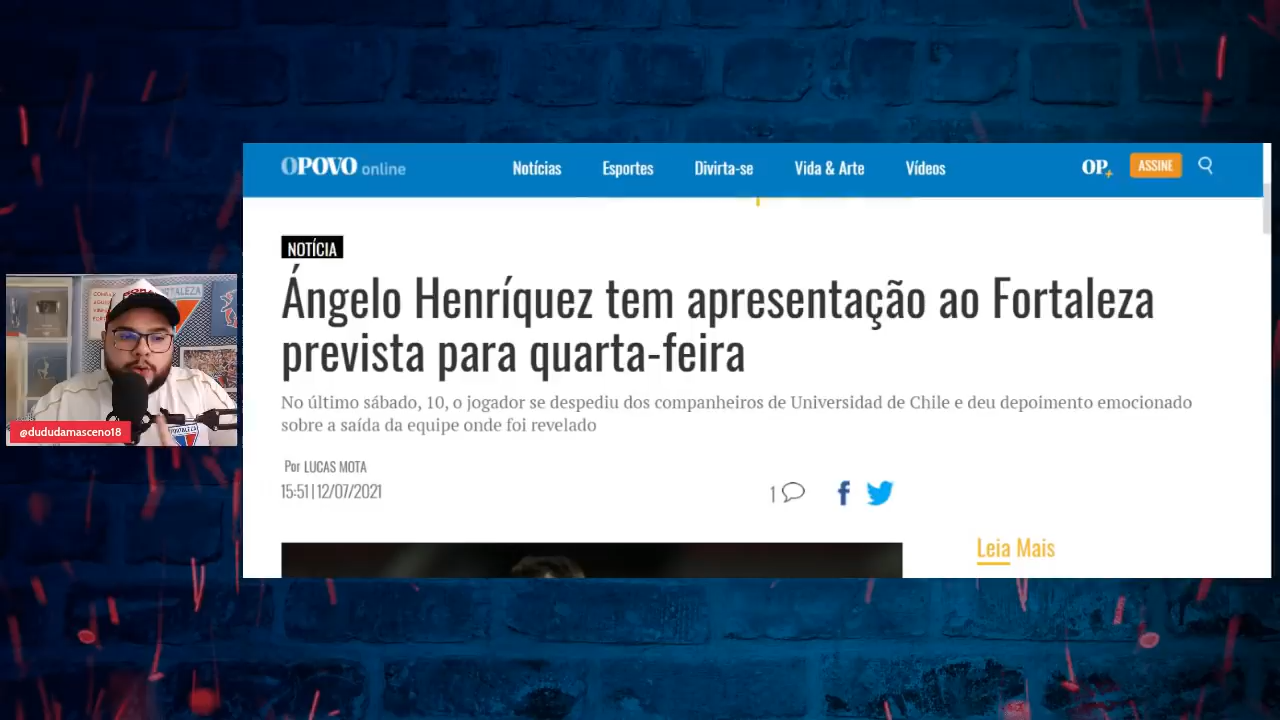 OPOVO online
Notícias
Esportes
Divirta-se
Vida & Arte
Vídeos
OP+
ASSINE
NOTÍCIA
Ángelo Henríquez tem apresentação ao Fortaleza
prevista para quarta-feira
No último sábado, 10, o jogador se despediu dos companheiros de Universidad de Chile e deu depoimento emocionado
sobre a saída da equipe onde foi revelado
Por LUCAS MOTA
15:51 | 12/07/2021
1
Leia Mais
@dududamasceno18
FORTALEZA